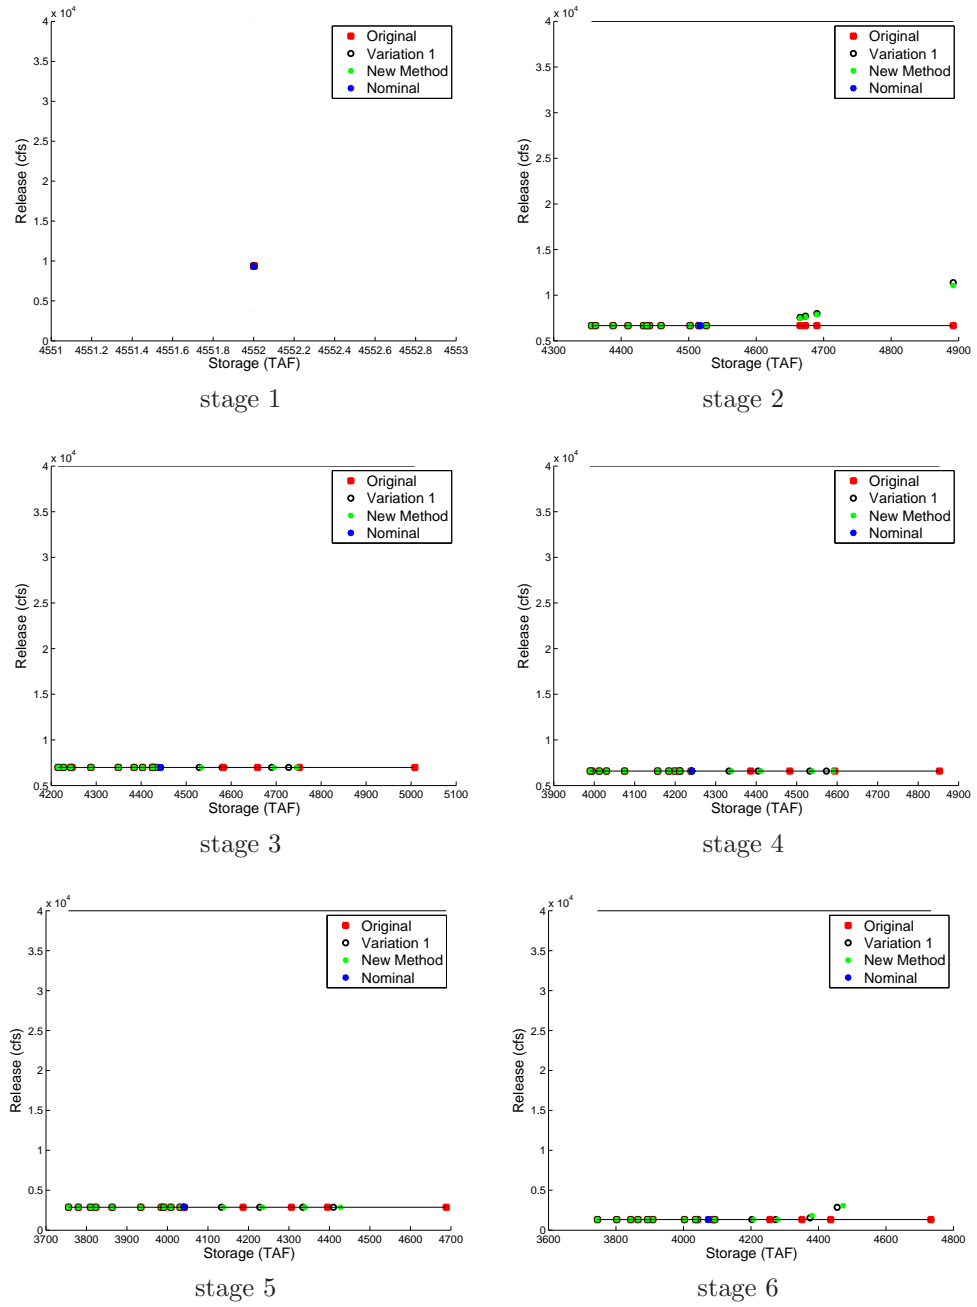 x 10^4
4
3.5
3
2.5
2
1.5
1
0.5
0
Release (cfs)
4551 4551.2 4551.4 4551.6 4551.8 4552 4552.2 4552.4 4552.6 4552.8 4553
Storage (TAF)
Original
Variation 1
New Method
Nominal
stage 1
x 10^4
4
3.5
3
2.5
2
1.5
1
0.5
Release (cfs)
4300 4400 4500 4600 4700 4800 4900
Storage (TAF)
Original
Variation 1
New Method
Nominal
stage 2
x 10^4
4
3.5
3
2.5
2
1.5
1
0.5
Release (cfs)
4200 4300 4400 4500 4600 4700 4800 4900 5000 5100
Storage (TAF)
Original
Variation 1
New Method
Nominal
stage 3
x 10^4
4
3.5
3
2.5
2
1.5
1
0.5
Release (cfs)
3900 4000 4100 4200 4300 4400 4500 4600 4700 4800 4900
Storage (TAF)
Original
Variation 1
New Method
Nominal
stage 4
x 10^4
4
3.5
3
2.5
2
1.5
1
0.5
0
Release (cfs)
3700 3800 3900 4000 4100 4200 4300 4400 4500 4600 4700
Storage (TAF)
Original
Variation 1
New Method
Nominal
stage 5
x 10^4
4
3.5
3
2.5
2
1.5
1
0.5
0
Release (cfs)
3600 3800 4000 4200 4400 4600 4800
Storage (TAF)
Original
Variation 1
New Method
Nominal
stage 6